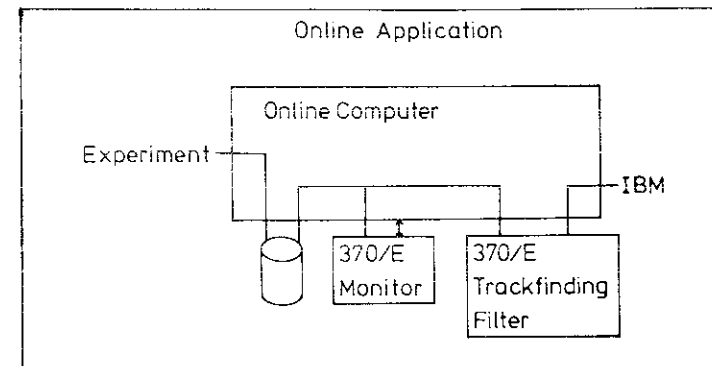 Online Application
Online Computer
Experiment
IBM
370/E
Monitor
370/E
Trackfinding
Filter